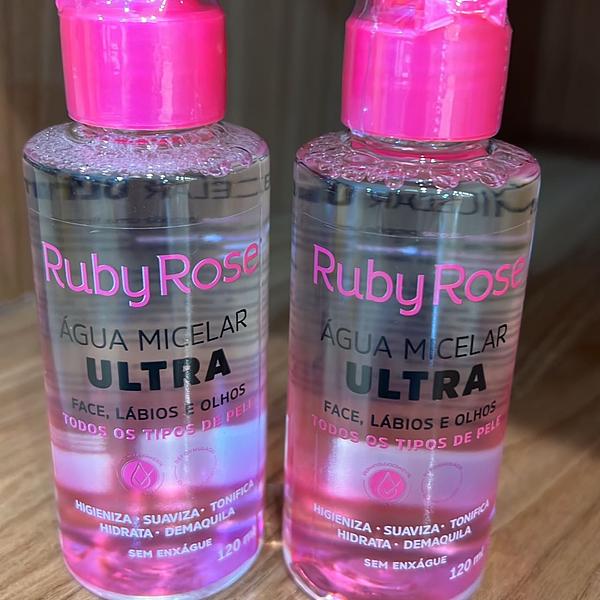 Ruby Rose
ÁGUA MICELAR
ULTRA
FACE, LÁBIOS E OLHOS
TODOS OS TIPOS DE PELE
HIGIENIZA · SUAVIZA · TONIFICA
HIDRATA · DEMAQUILA
SEM ENXÁGUE
120 ml
Ruby Rose
ÁGUA MICELAR
ULTRA
FACE, LÁBIOS E OLHOS
TODOS OS TIPOS DE PELE
HIGIENIZA · SUAVIZA · TONIFICA
HIDRATA · DEMAQUILA
SEM ENXÁGUE
120 ml